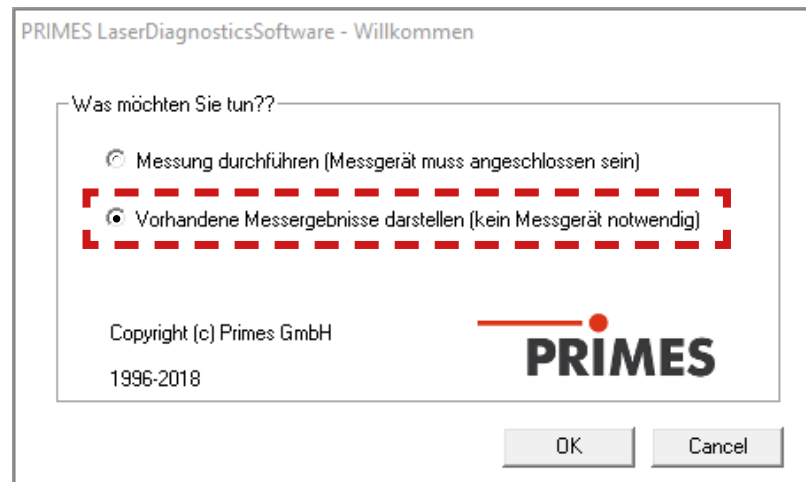 PRIMES LaserDiagnosticsSoftware - Willkommen
Was möchten Sie tun??
Messung durchführen (Messgerät muss angeschlossen sein)
Vorhandene Messergebnisse darstellen (kein Messgerät notwendig)
Copyright (c) Primes GmbH
1996-2018
PRIMES
OK
Cancel